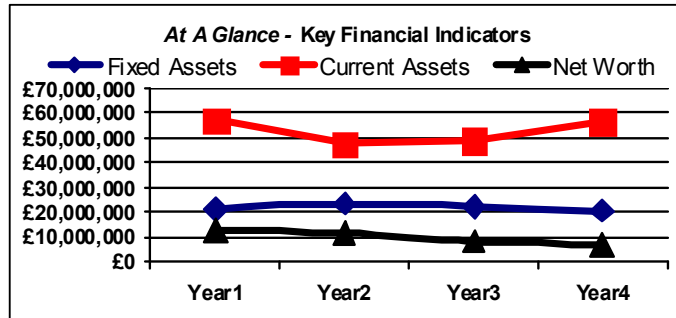 At A Glance - Key Financial Indicators
Fixed Assets Current Assets Net Worth
£70,000,000
£60,000,000
£50,000,000
£40,000,000
£30,000,000
£20,000,000
£10,000,000
£0
Year1 Year2 Year3 Year4